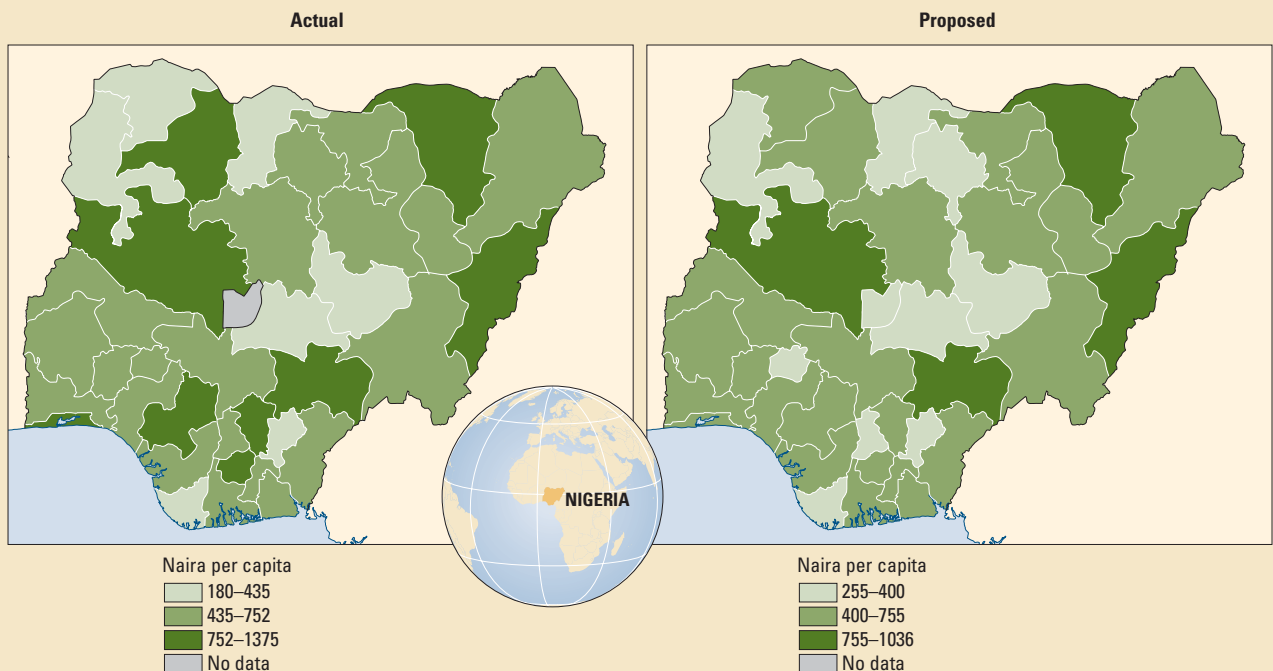 Actual
Proposed
NIGERIA
Naira per capita
180–435
435–752
752–1375
No data
Naira per capita
255–400
400–755
755–1036
No data